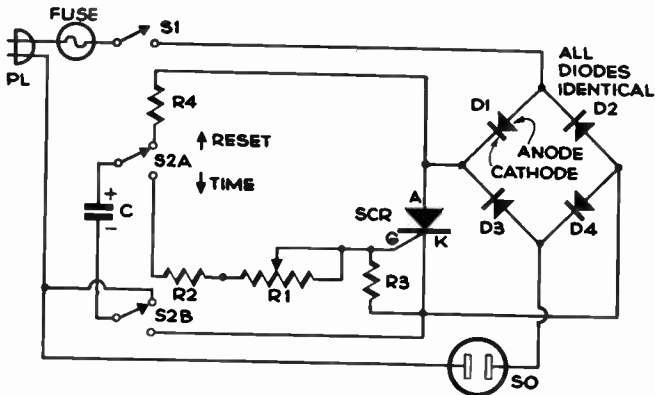 FUSE
S1
PL
ALL
DIODES
IDENTICAL
R4
D1
D2
↑ RESET
ANODE
CATHODE
S2A
+
C
-
↓ TIME
A
SCR
G
K
D3
D4
R2
R1
R3
S2B
SO